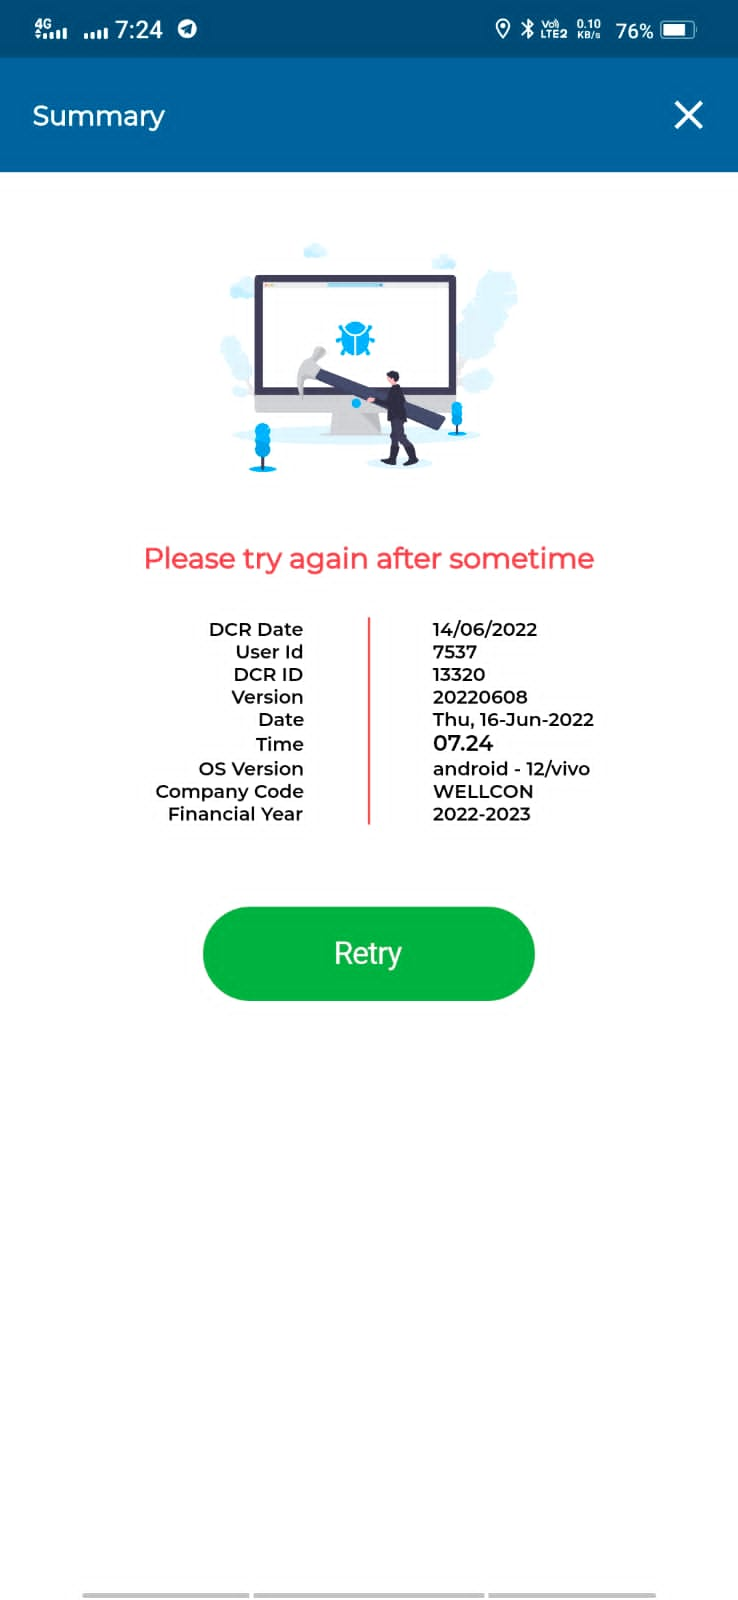 4G 7:24 Vo) LTE2 0.10 KB/s 76%
Summary
Please try again after sometime
DCR Date 14/06/2022
User Id 7537
DCR ID 13320
Version 20220608
Date Thu, 16-Jun-2022
Time 07.24
OS Version android - 12/vivo
Company Code WELLCON
Financial Year 2022-2023
Retry